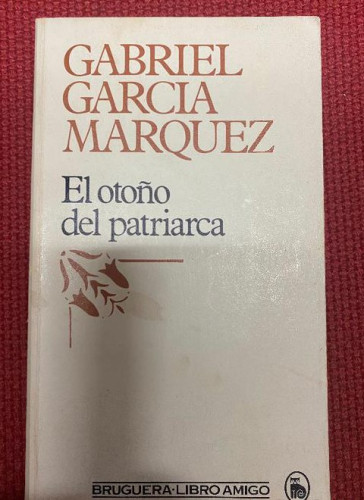 GABRIEL
GARCIA
MARQUEZ
El otoño
del patriarca
BRUGUERA·LIBRO AMIGO